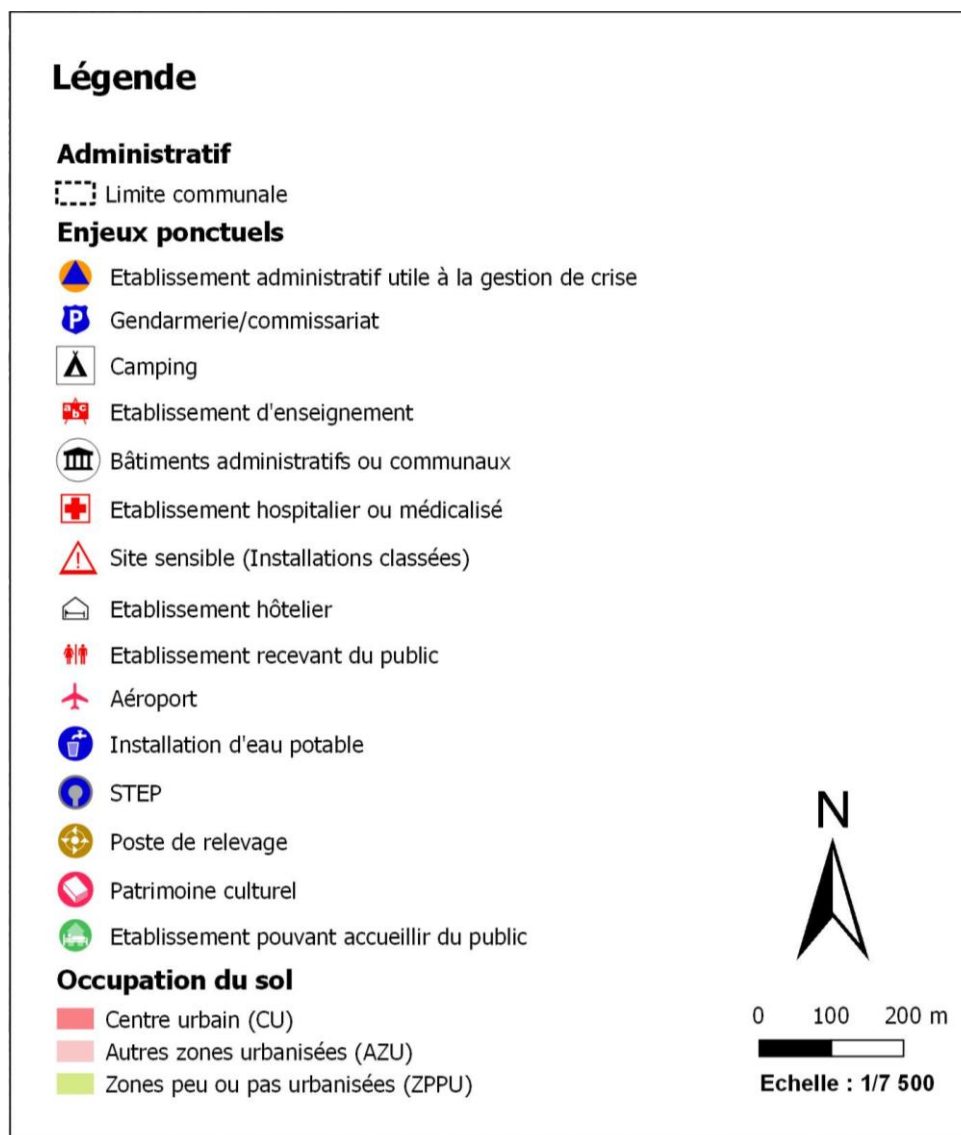 Légende
Administratif
Limite communale
Enjeux ponctuels
Etablissement administratif utile à la gestion de crise
P Gendarmerie/commissariat
Camping
abc Etablissement d'enseignement
Bâtiments administratifs ou communaux
Etablissement hospitalier ou médicalisé
Site sensible (Installations classées)
Etablissement hôtelier
Etablissement recevant du public
Aéroport
Installation d'eau potable
STEP
Poste de relevage
Patrimoine culturel
Etablissement pouvant accueillir du public
Occupation du sol
Centre urbain (CU)
Autres zones urbanisées (AZU)
Zones peu ou pas urbanisées (ZPPU)
N
0 100 200 m
Echelle : 1/7 500